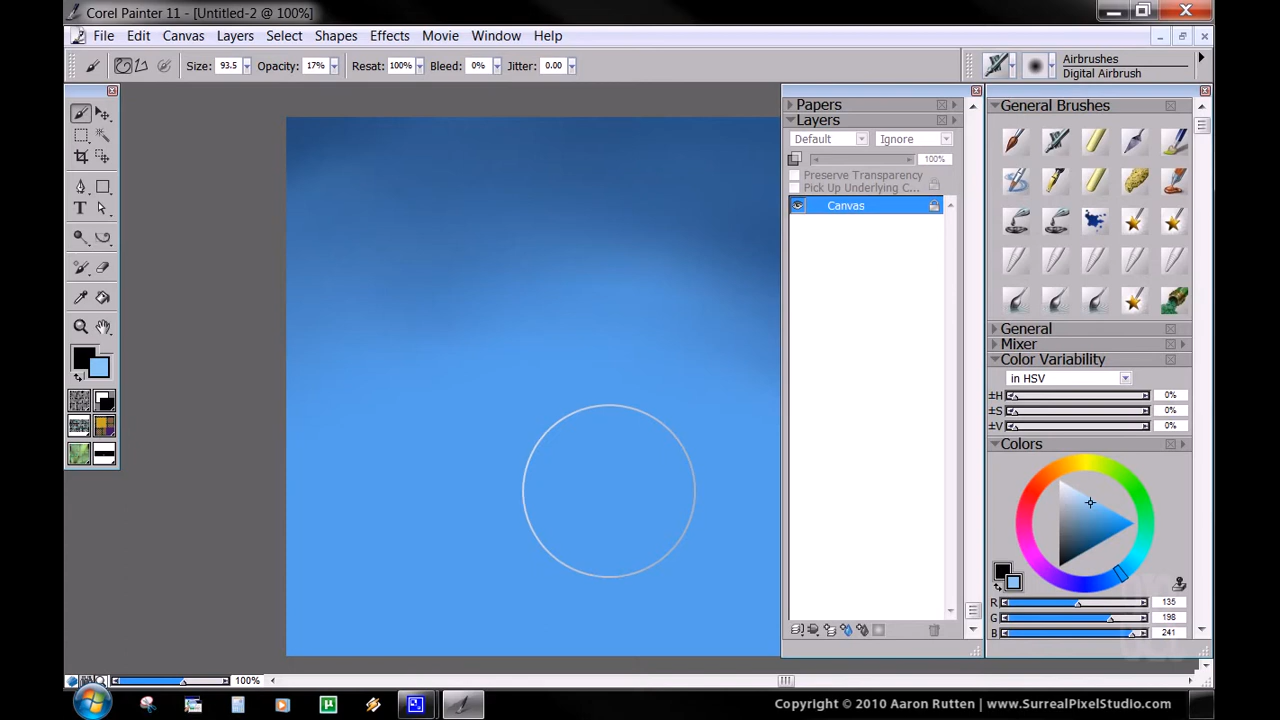 Corel Painter 11 - [Untitled-2 @ 100%]
File Edit Canvas Layers Select Shapes Effects Movie Window Help
Size: 93.5 Opacity: 17% Resat: 100% Bleed: 0% Jitter: 0.00
Airbrushes
Digital Airbrush
Papers
Layers
Default Ignore
100%
Preserve Transparency
Pick Up Underlying C...
Canvas
General Brushes
General
Mixer
Color Variability
in HSV
±H 0%
±S 0%
±V 0%
Colors
R 135
G 198
B 241
T
100%
Copyright © 2010 Aaron Rutten | www.SurrealPixelStudio.com